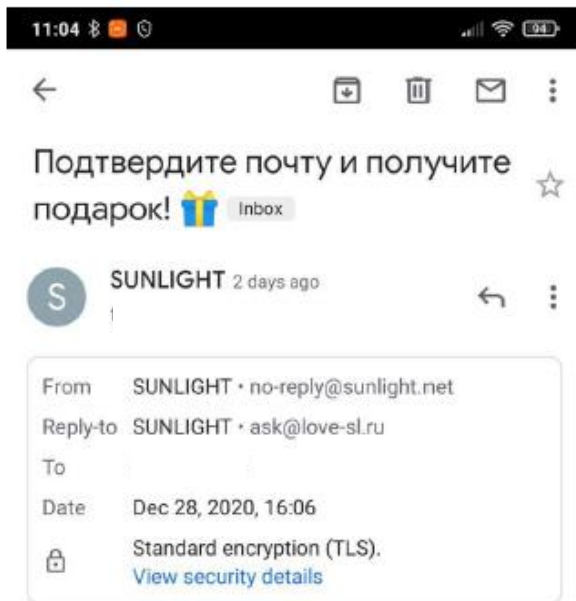 11:04 94
Подтвердите почту и получите
подарок! Inbox
S SUNLIGHT 2 days ago
From SUNLIGHT • no-reply@sunlight.net
Reply-to SUNLIGHT • ask@love-sl.ru
To
Date Dec 28, 2020, 16:06
Standard encryption (TLS).
View security details